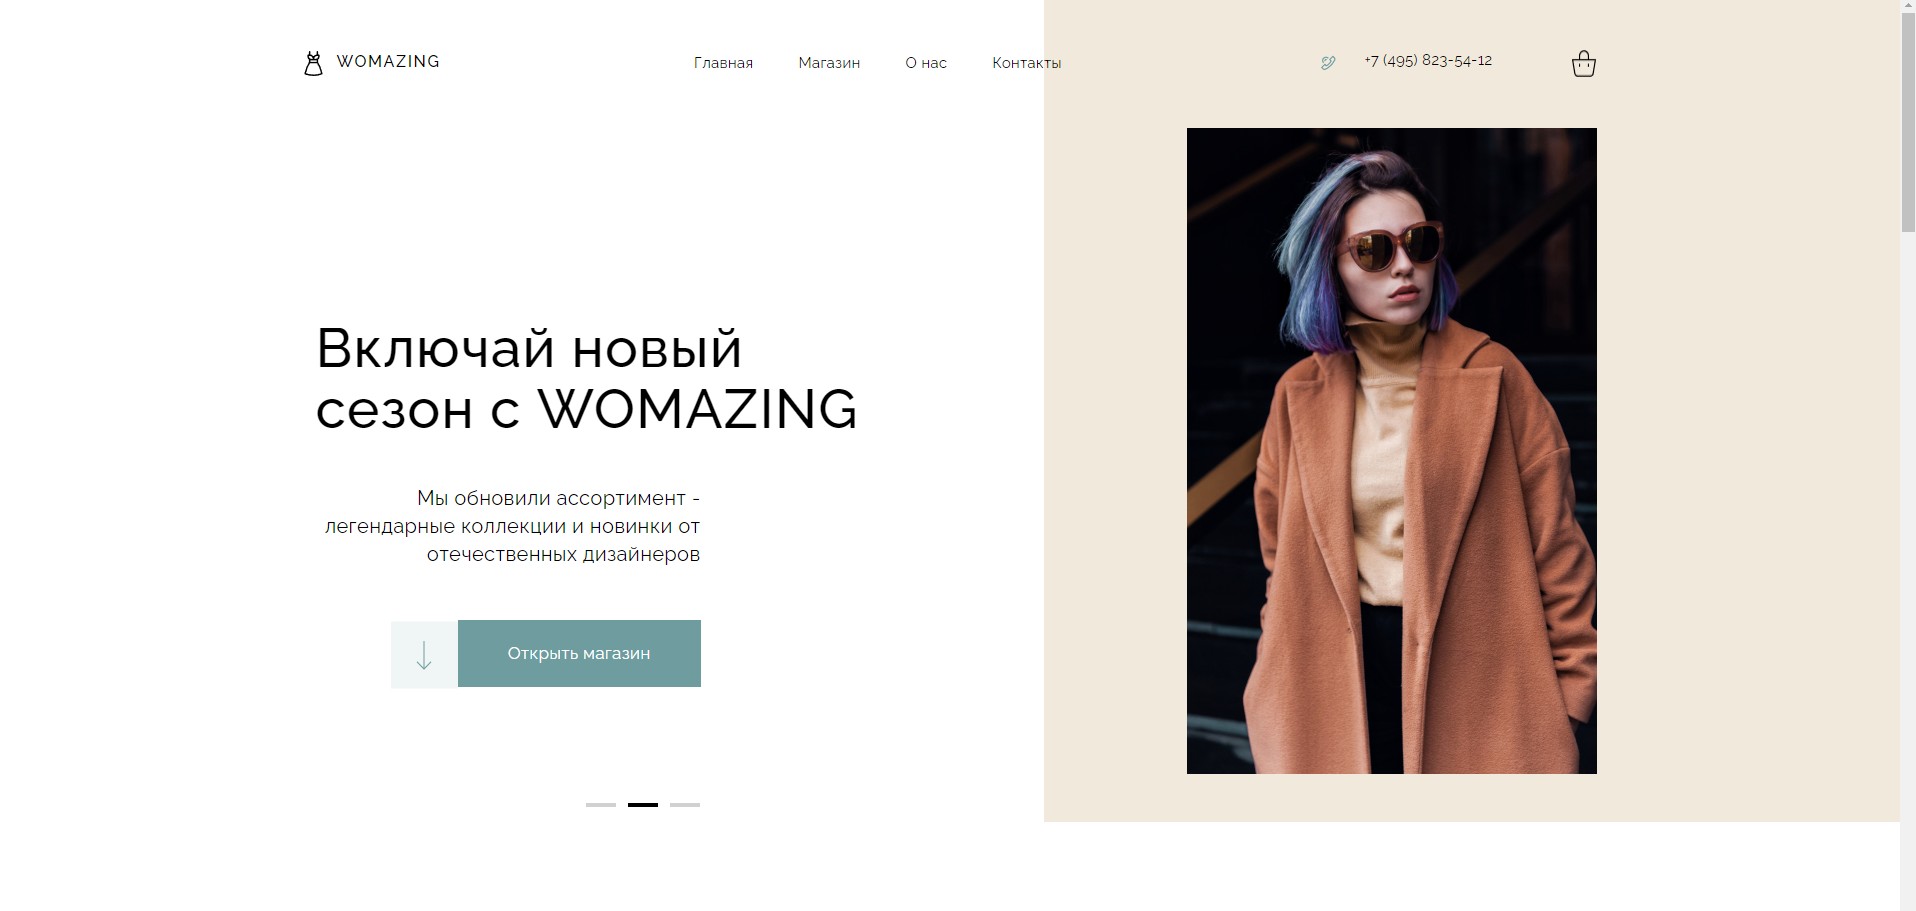 WOMAZING
Главная
Магазин
О нас
Контакты
+7 (495) 823-54-12
Включай новый
сезон с WOMAZING
Мы обновили ассортимент -
легендарные коллекции и новинки от
отечественных дизайнеров
Открыть магазин